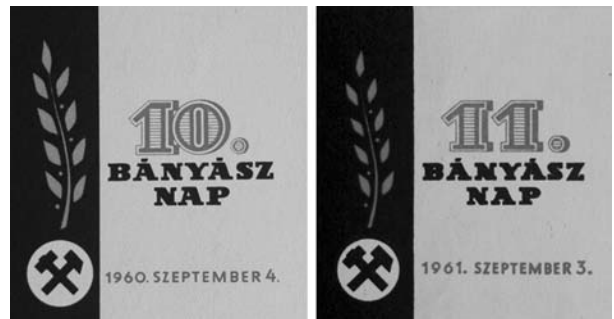 10.
BÁNYÁSZ
NAP
1960. SZEPTEMBER 4.
11.
BÁNYÁSZ
NAP
1961. SZEPTEMBER 3.